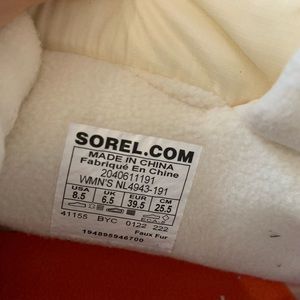 SOREL.COM
MADE IN CHINA
Fabriqué En Chine
2040611191
WMN'S NL4943-191
USA UK EUR CM
8.5 6.5 39.5 25.5
41155 BYC 0122 222
Faux Fur
194895946700